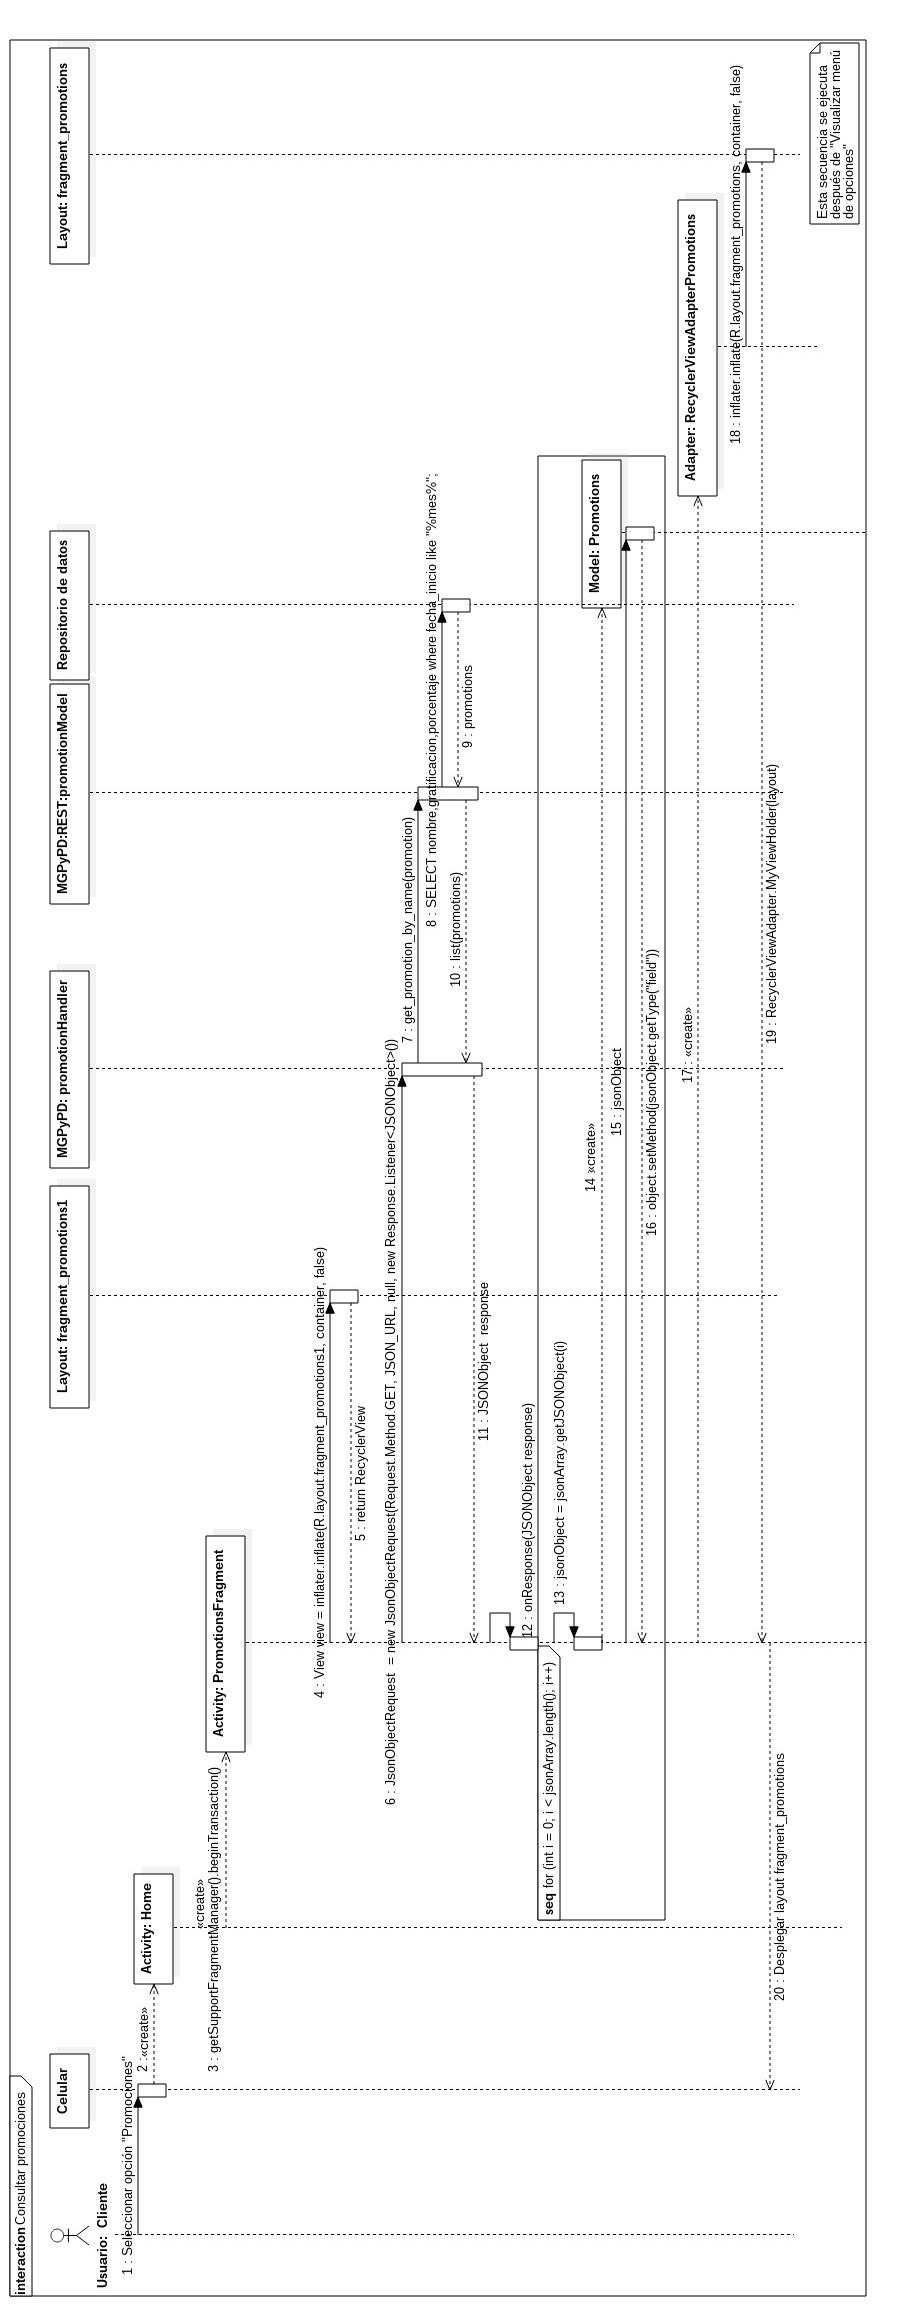 interaction Consultar promociones
Usuario: Cliente
Celular
Activity: Home
Activity: PromotionsFragment
Layout: fragment_promotions1
MGPyPD: promotionHandler
MGPyPD:REST:promotionModel
Repositorio de datos
Layout: fragment_promotions
1 : Seleccionar opción "Promociones"
2 :«create»
«create»
3 : getSupportFragmentManager().beginTransaction()
4 : View view = inflater.inflate(R.layout.fragment_promotions1, container, false)
5 : return RecyclerView
6 : JsonObjectRequest = new JsonObjectRequest(Request.Method.GET, JSON_URL, null, new Response.Listener<JSONObject>())
7 : get_promotion_by_name(promotion)
8 : SELECT nombre,gratificacion,porcentaje where fecha_inicio like "%mes%";
9 : promotions
10 : list(promotions)
11 : JSONObject response
12 : onResponse(JSONObject response)
seq for (int i = 0; i < jsonArray.length(); i++)
13 : jsonObject = jsonArray.getJSONObject(i)
Model: Promotions
14 :«create»
15 : jsonObject
16 : object.setMethod(jsonObject.getType("field"))
Adapter: RecyclerViewAdapterPromotions
17 : «create»
18 : inflater.inflate(R.layout.fragment_promotions, container, false)
19 : RecyclerViewAdapter.MyViewHolder(layout)
20 : Desplegar layout fragment_promotions
Esta secuencia se ejecuta
después de "Visualizar menú
de opciones"